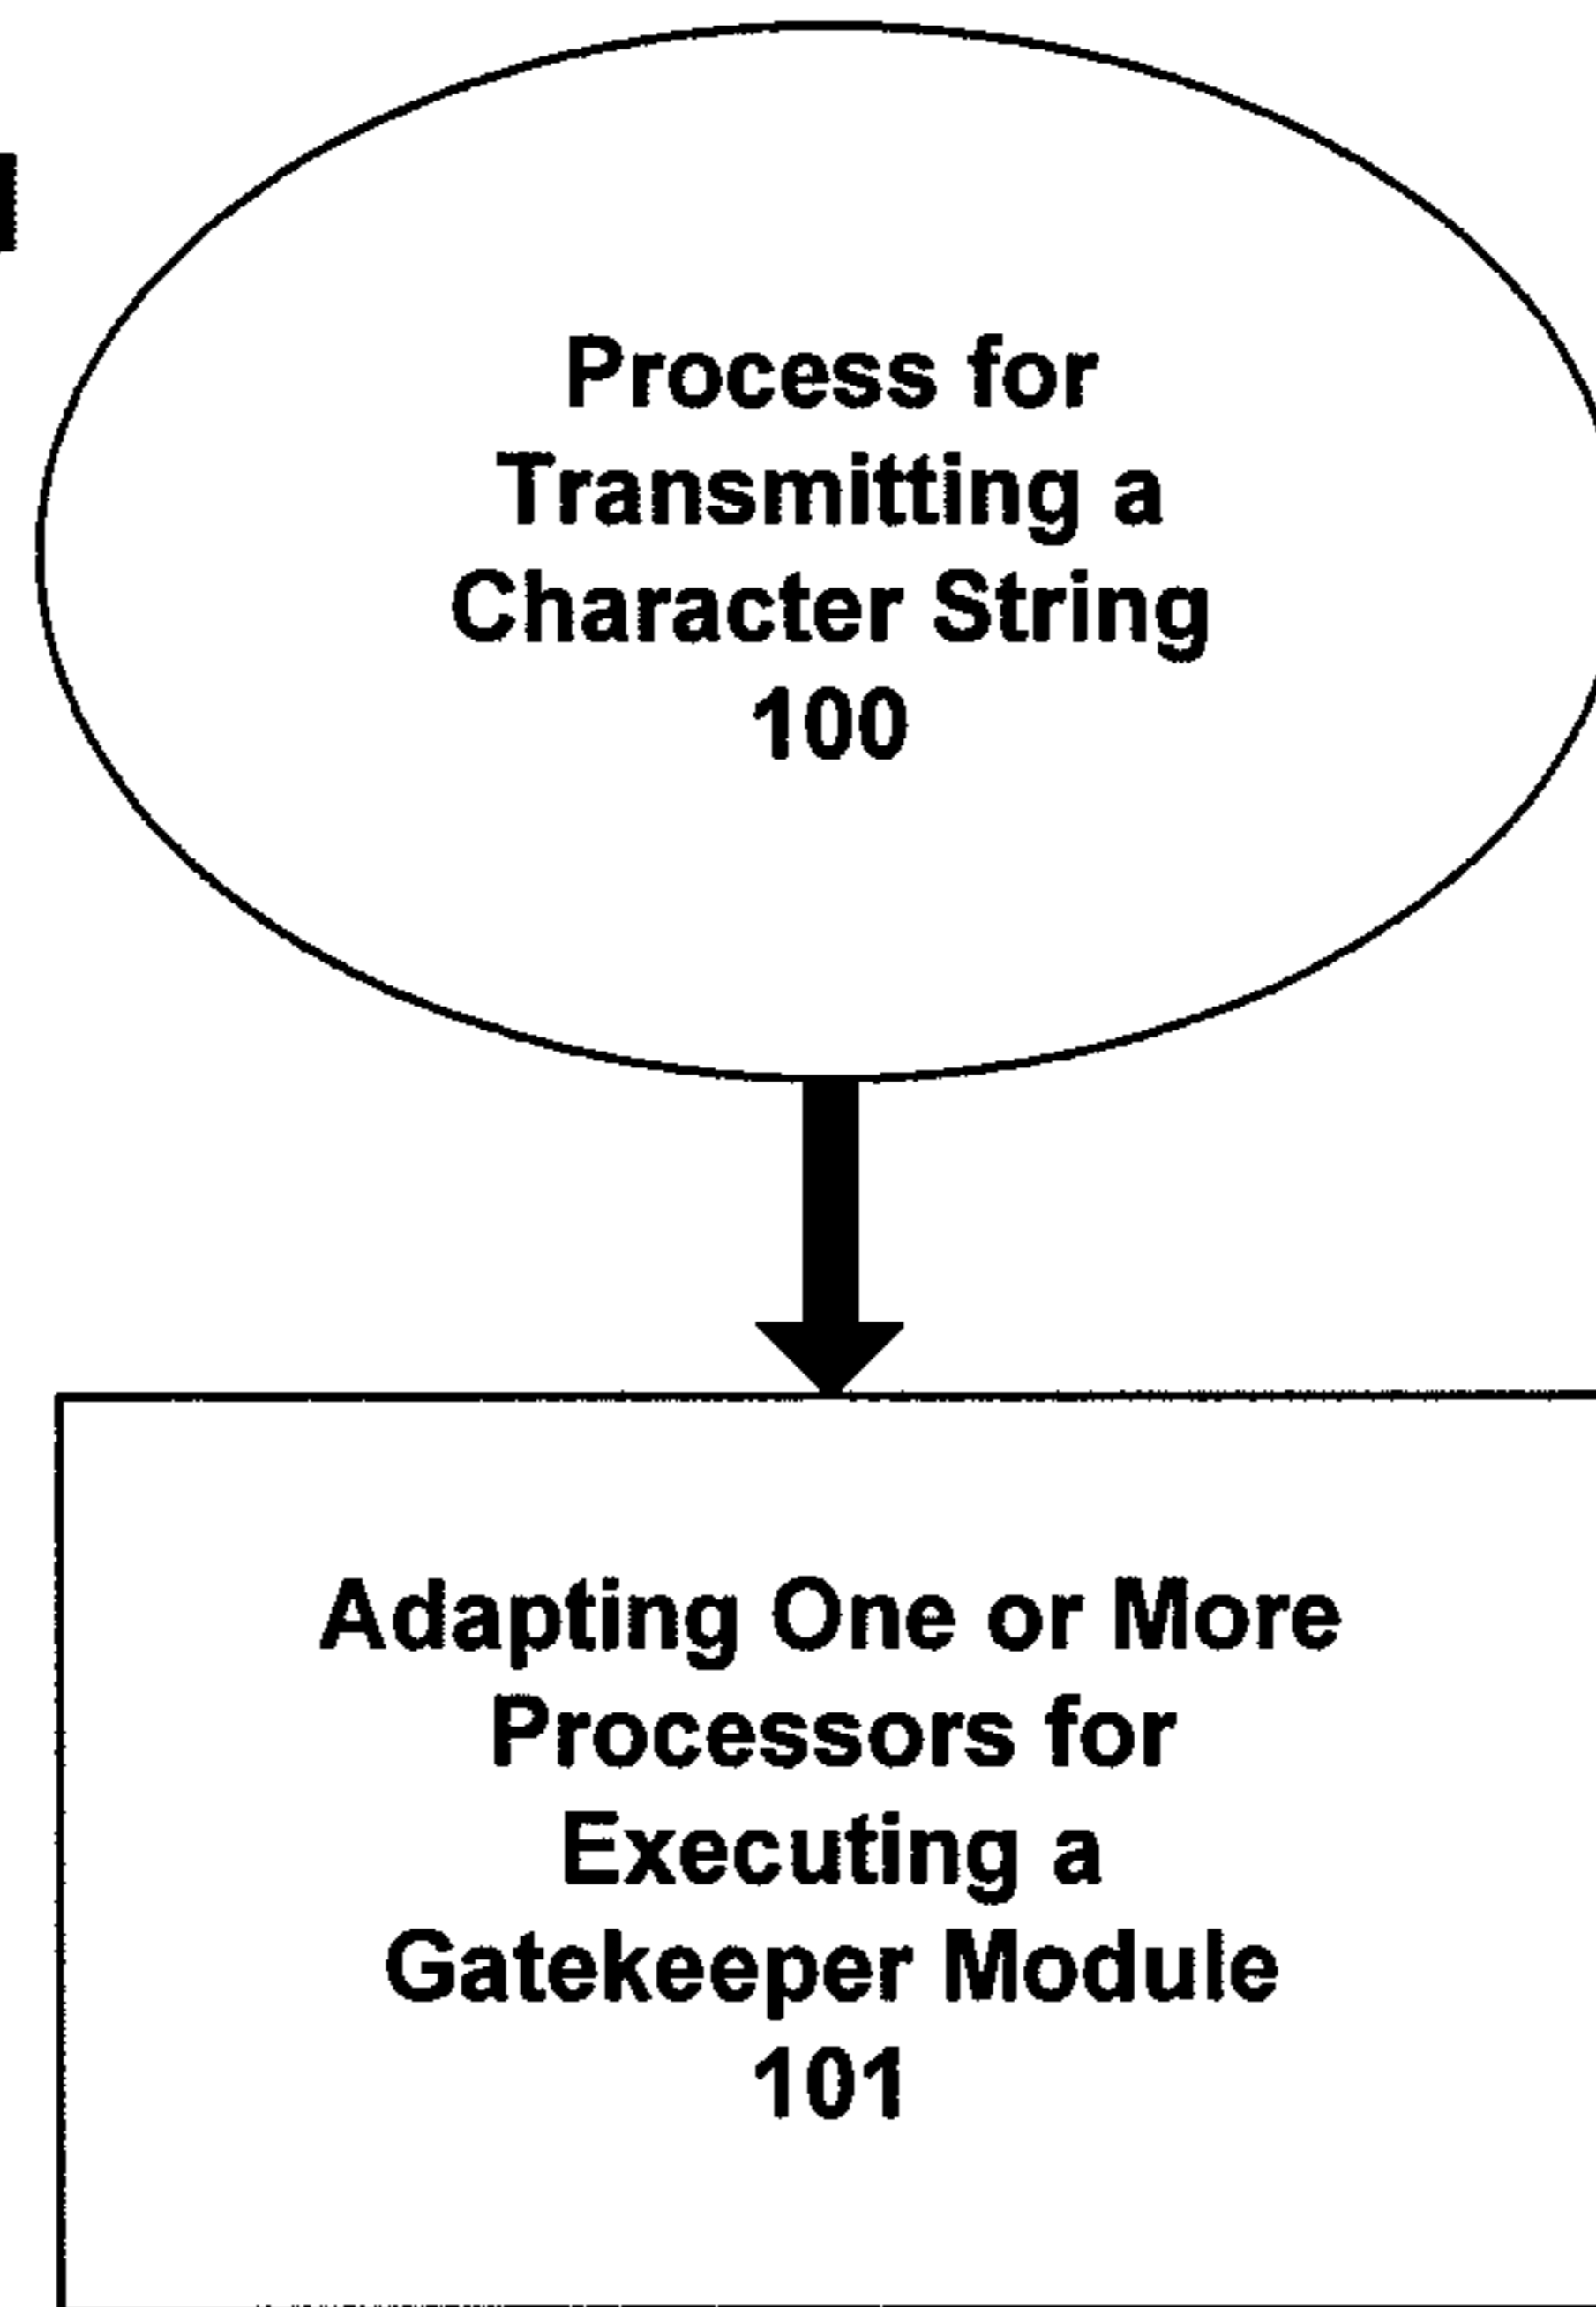 Process for
Transmitting a
Character String
100
Adapting One or More
Processors for
Executing a
Gatekeeper Module
101